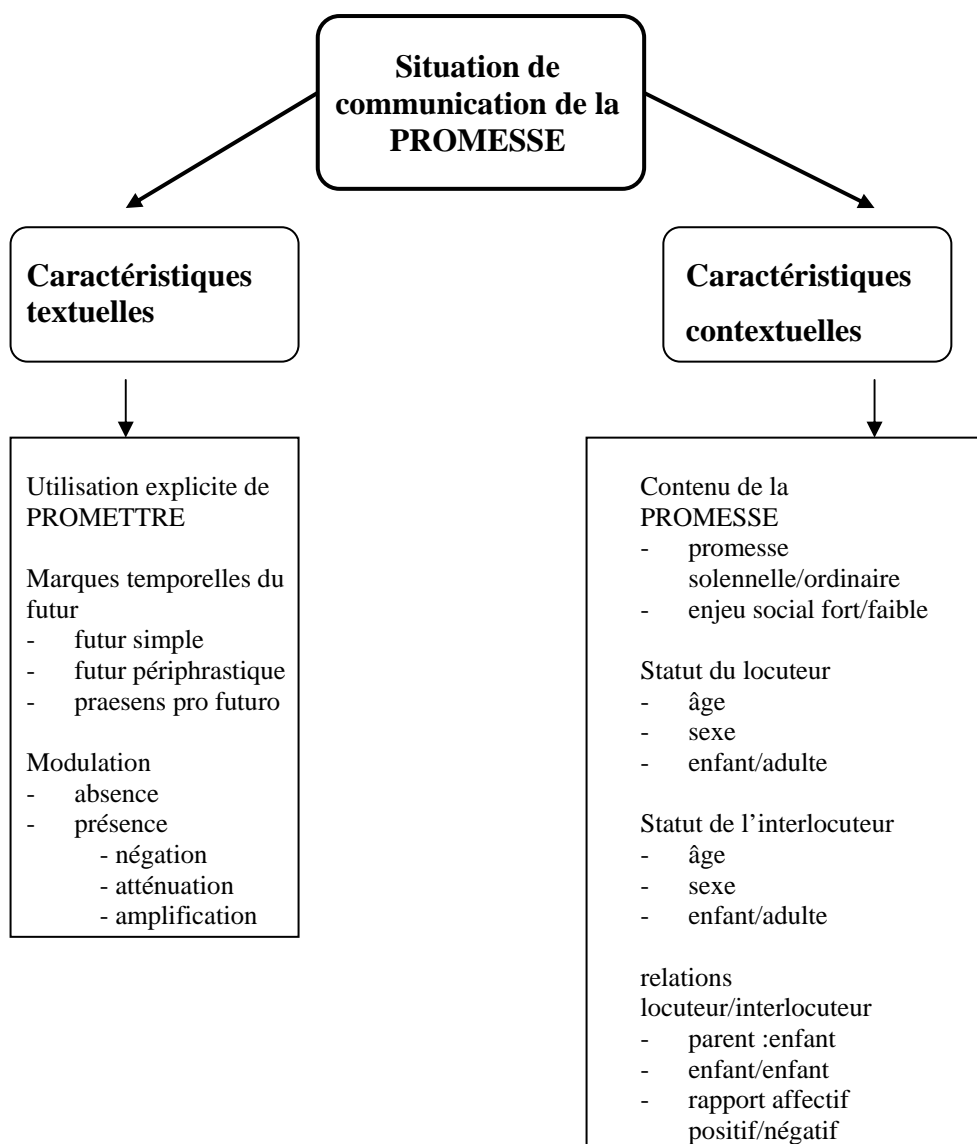 Situation de
communication de la
PROMESSE
Caractéristiques
textuelles
Caractéristiques
contextuelles
Utilisation explicite de
PROMETTRE
Marques temporelles du
futur
- futur simple
- futur périphrastique
- praesens pro futuro
Modulation
- absence
- présence
- négation
- atténuation
- amplification
Contenu de la
PROMESSE
- promesse
solennelle/ordinaire
- enjeu social fort/faible
Statut du locuteur
- âge
- sexe
- enfant/adulte
Statut de l’interlocuteur
- âge
- sexe
- enfant/adulte
relations
locuteur/interlocuteur
- parent :enfant
- enfant/enfant
- rapport affectif
positif/négatif